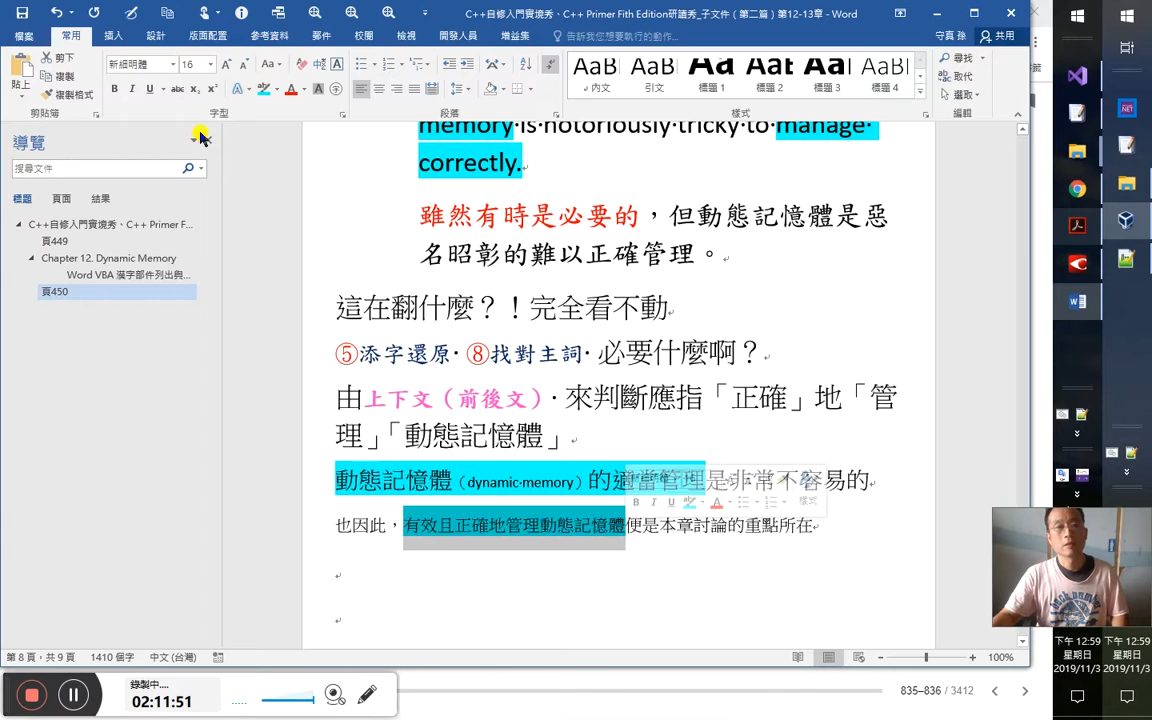 C++自修入門實境秀、C++ Primer Fith Edition研讀秀_子文件（第二篇）第12-13章 - Word
檔案 常用 插入 設計 版面配置 參考資料 郵件 校閱 檢視 開發人員 增益集 告訴我您想要執行的動作... 守真 孫 共用
貼上
剪下
複製
複製格式
新細明體 16
AaB AaBb AaB AaB AaB AaBb
內文 無間距 標題 1 標題 2 標題 3 標題 4
尋找
取代
選取
剪貼簿 字型 段落 樣式 編輯
導覽
搜尋文件
標題 頁面 結果
C++自修入門實境秀、C++ Primer F...
頁449
Chapter 12. Dynamic Memory
Word VBA 漢字部件列出與...
頁450
memory is notoriously tricky to manage
correctly.
雖然有時是必要的，但動態記憶體是惡
名昭彰的難以正確管理。
這在翻什麼？！完全看不動
⑤添字還原 ⑧找對主詞 必要什麼啊？
由上下文（前後文） 來判斷應指「正確」地「管
理」「動態記憶體」
動態記憶體（dynamic memory）的適當管理是非常不容易的
樣式
也因此，有效且正確地管理動態記憶體便是本章討論的重點所在
第 8 頁，共 9 頁 1410 個字 中文 (台灣) 100%
錄製中....
02:11:51
835–836 / 3412
下午 12:59
星期日
2019/11/3
下午 12:59
星期日
2019/11/3